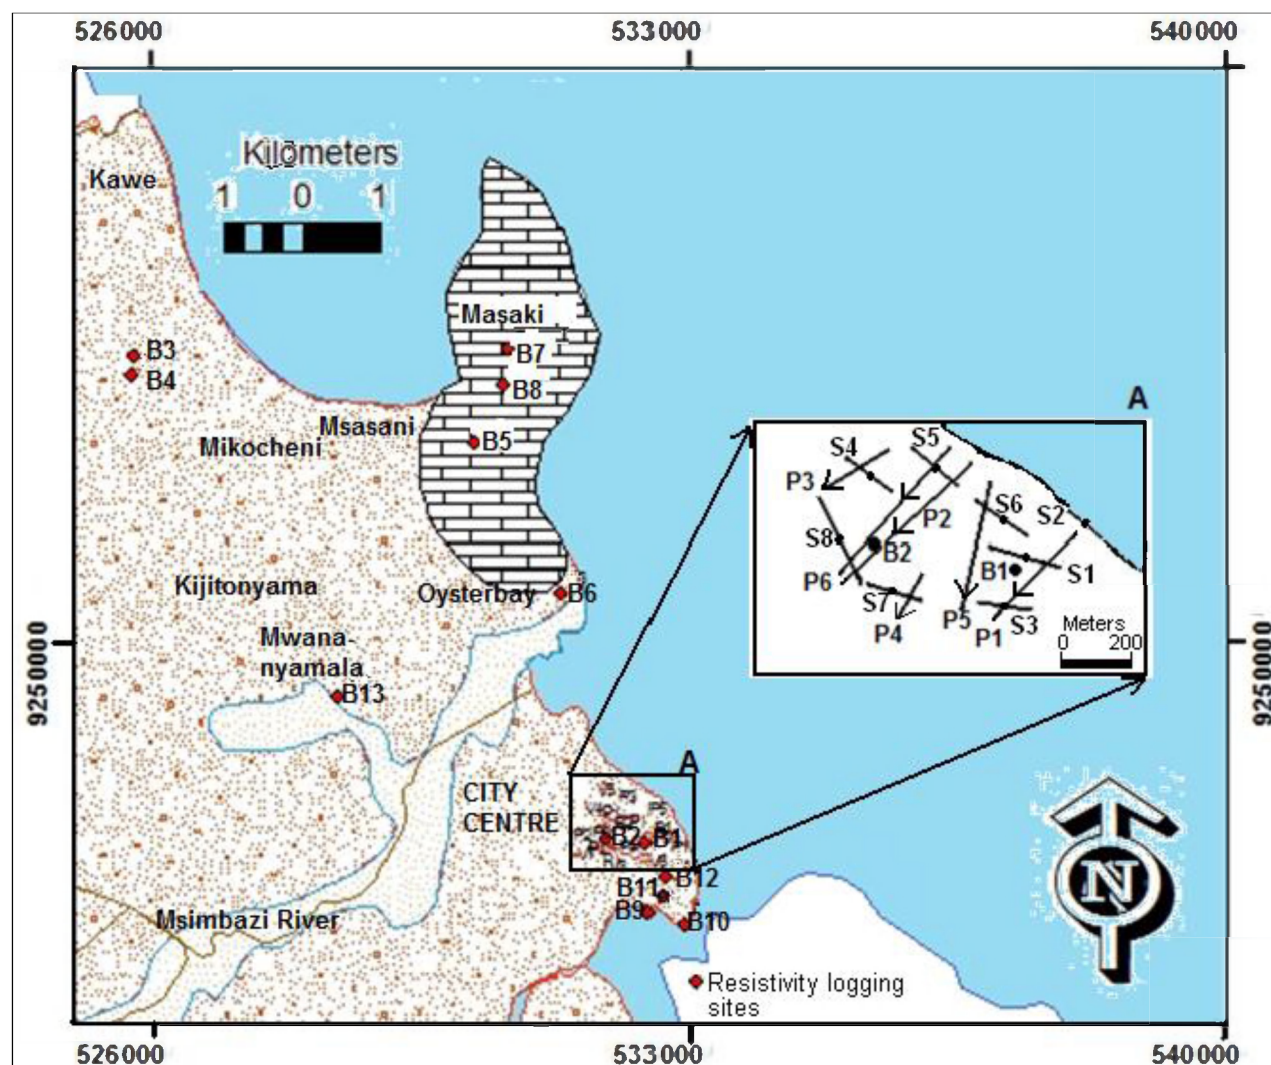 526000 533000 540000
Kilometers
1 0 1
Kawe
Masaki
B3
B7
B4
B8
A
Msasani
Mikocheni
B5
S4 S5
P3
S6
S2
P2
S8
B2
B1
S1
P6
S7
P4
P5
P1
S3
Meters
0 200
Kijitonyama
Oysterbay
B6
9250000
9250000
Mwana-
nyamala
B13
A
CITY
CENTRE
B2
B1
B12
B11
B9
B10
Msimbazi River
N
Resistivity logging
sites
526000 533000 540000